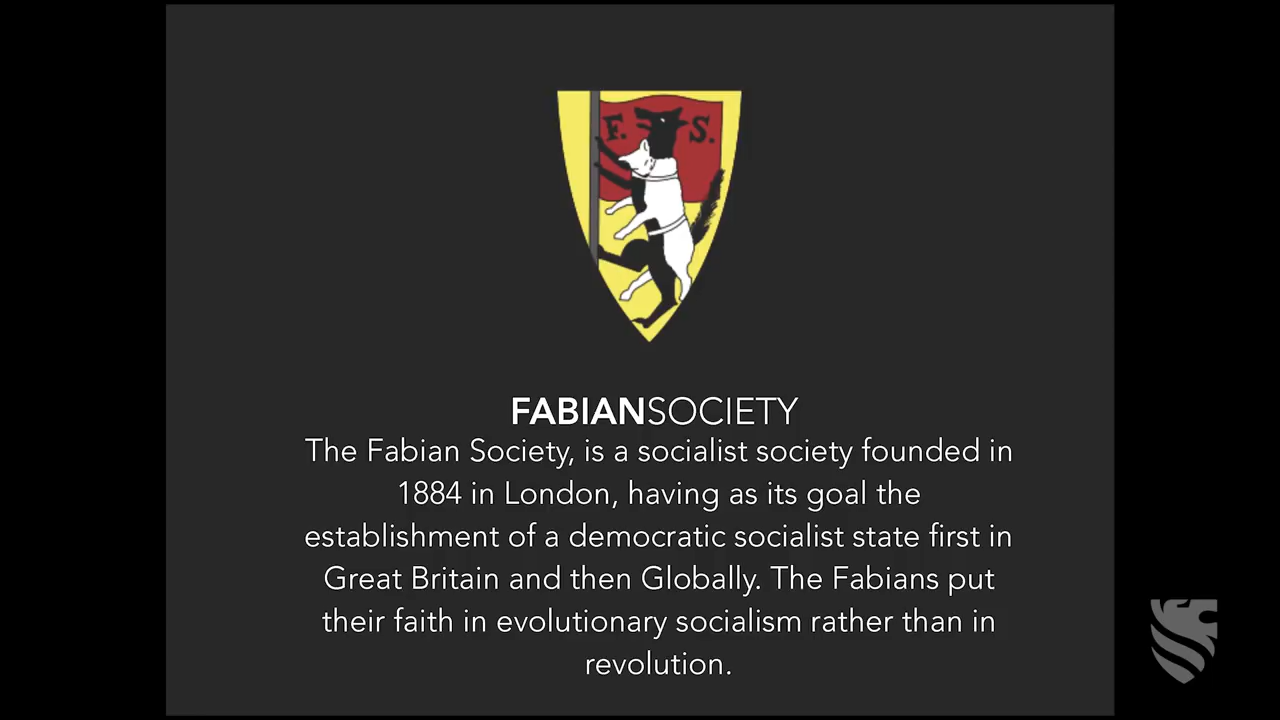 F. S.
FABIANSOCIETY
The Fabian Society, is a socialist society founded in
1884 in London, having as its goal the
establishment of a democratic socialist state first in
Great Britain and then Globally. The Fabians put
their faith in evolutionary socialism rather than in
revolution.